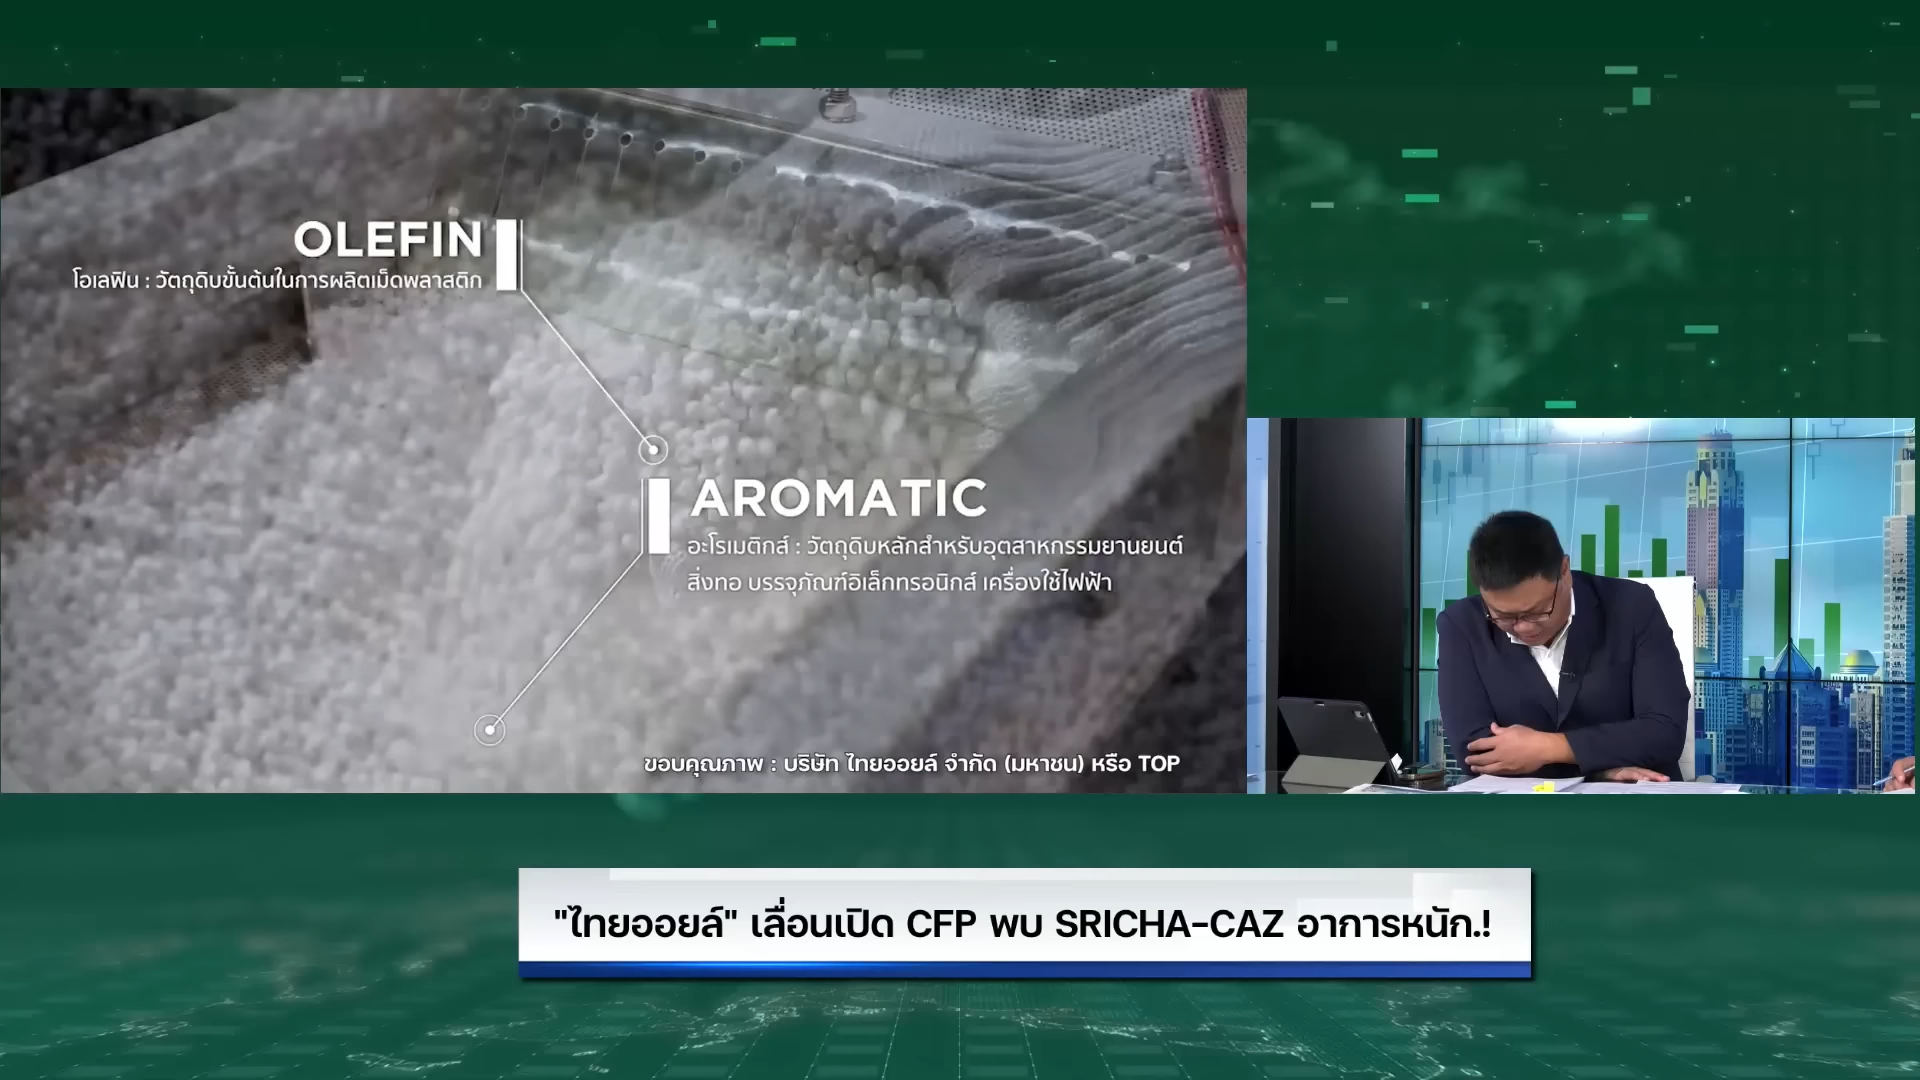 OLEFIN
โอเลฟิน : วัตถุดิบขั้นต้นในการผลิตเม็ดพลาสติก
AROMATIC
อะโรเมติกส์ : วัตถุดิบหลักสำหรับอุตสาหกรรมยานยนต์
สิ่งทอ บรรจุภัณฑ์อิเล็กทรอนิกส์ เครื่องใช้ไฟฟ้า
ขอบคุณภาพ : บริษัท ไทยออยล์ จำกัด (มหาชน) หรือ TOP
"ไทยออยล์" เลื่อนเปิด CFP พบ SRICHA-CAZ อาการหนัก.!